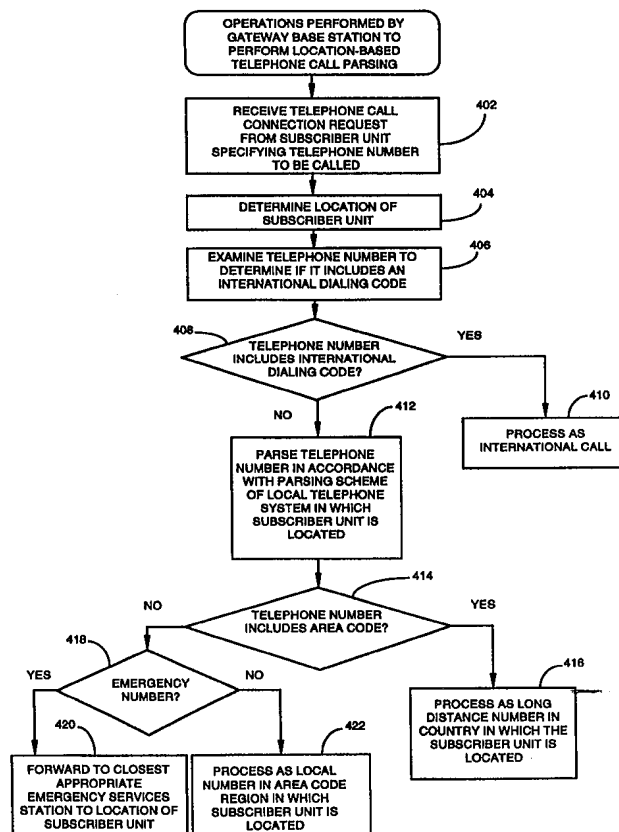 OPERATIONS PERFORMED BY
GATEWAY BASE STATION TO
PERFORM LOCATION-BASED
TELEPHONE CALL PARSING
402
RECEIVE TELEPHONE CALL
CONNECTION REQUEST
FROM SUBSCRIBER UNIT
SPECIFYING TELEPHONE NUMBER
TO BE CALLED
404
DETERMINE LOCATION OF
SUBSCRIBER UNIT
406
EXAMINE TELEPHONE NUMBER TO
DETERMINE IF IT INCLUDES AN
INTERNATIONAL DIALING CODE
408
TELEPHONE NUMBER
INCLUDES INTERNATIONAL
DIALING CODE?
YES
NO
410
PROCESS AS
INTERNATIONAL CALL
412
PARSE TELEPHONE
NUMBER IN ACCORDANCE
WITH PARSING SCHEME
OF LOCAL TELEPHONE
SYSTEM IN WHICH
SUBSCRIBER UNIT IS
LOCATED
414
TELEPHONE NUMBER
INCLUDES AREA CODE?
NO
YES
418
EMERGENCY
NUMBER?
YES
NO
416
PROCESS AS LONG
DISTANCE NUMBER IN
COUNTRY IN WHICH THE
SUBSCRIBER UNIT IS
LOCATED
420
FORWARD TO CLOSEST
APPROPRIATE
EMERGENCY SERVICES
STATION TO LOCATION OF
SUBSCRIBER UNIT
422
PROCESS AS LOCAL
NUMBER IN AREA CODE
REGION IN WHICH
SUBSCRIBER UNIT IS
LOCATED